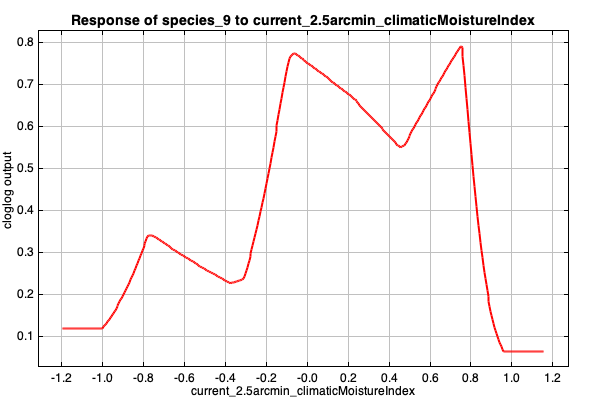 Response of species_9 to current_2.5arcmin_climaticMoistureIndex
cloglog output
0.8
0.7
0.6
0.5
0.4
0.3
0.2
0.1
-1.2 -1.0 -0.8 -0.6 -0.4 -0.2 -0.0 0.2 0.4 0.6 0.8 1.0 1.2
current_2.5arcmin_climaticMoistureIndex